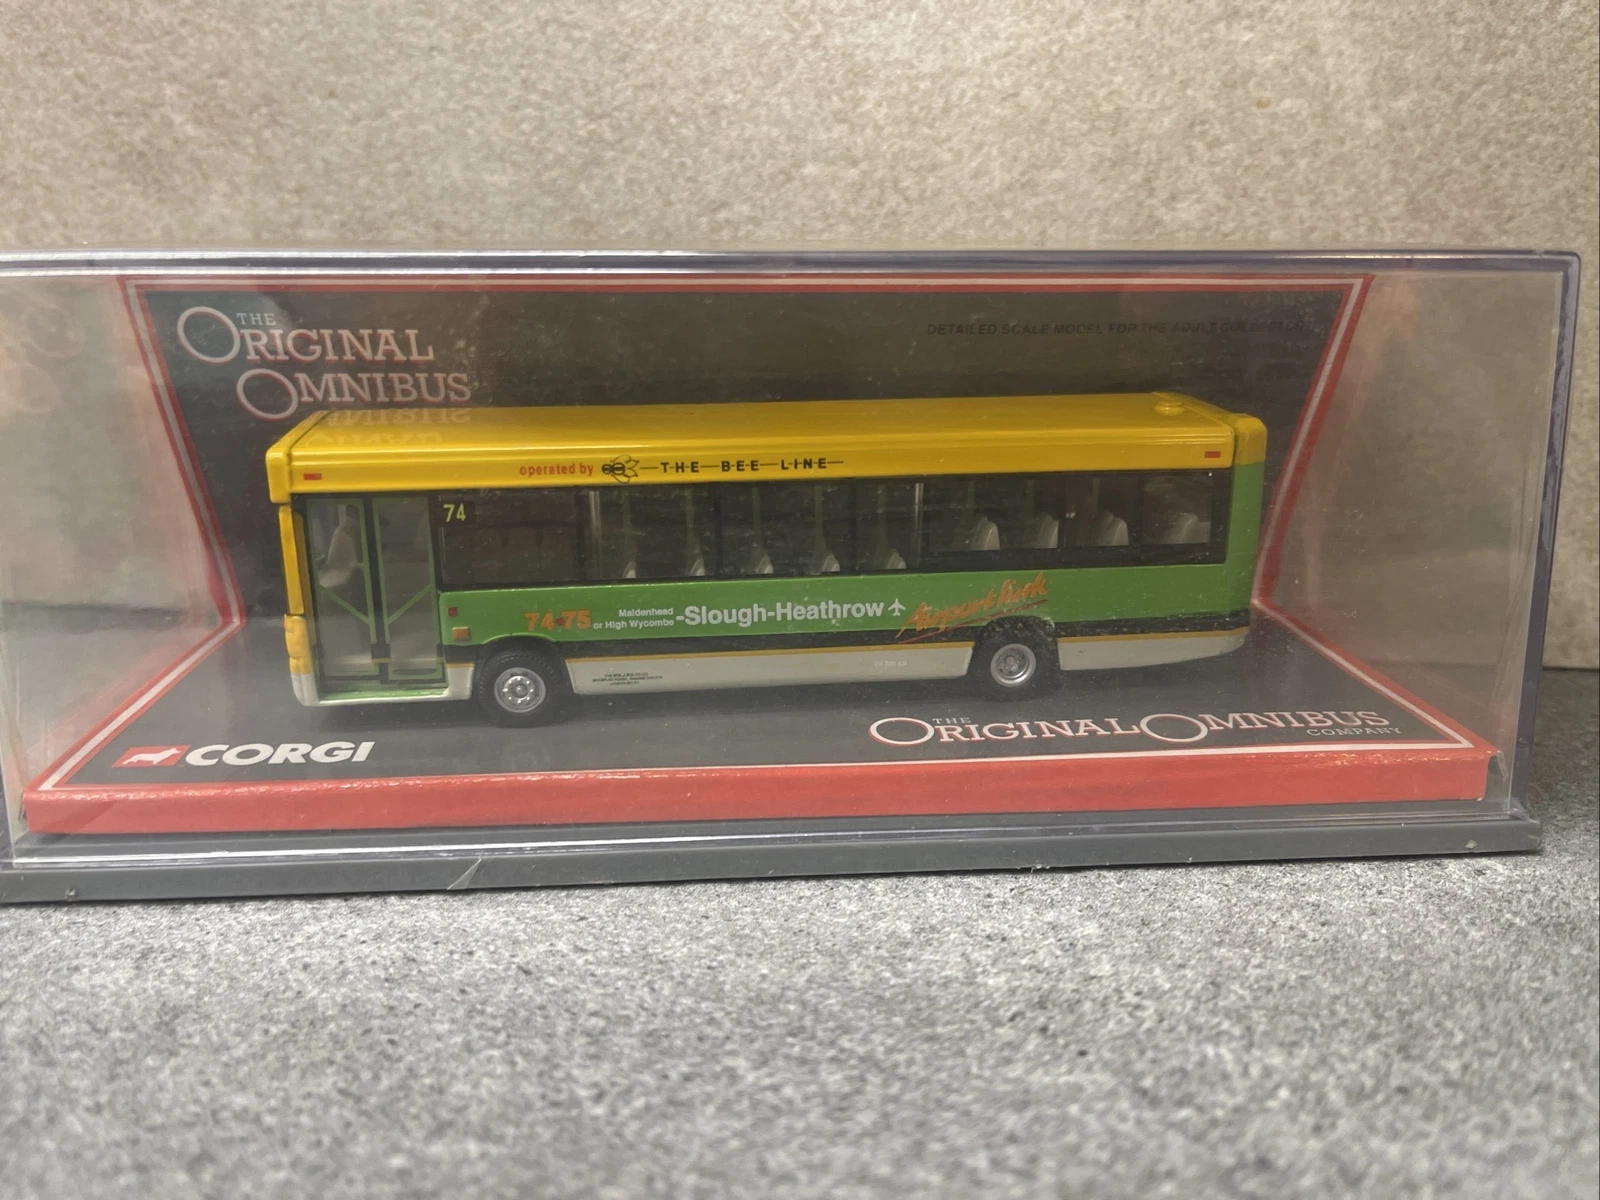 THE
ORIGINAL
OMNIBUS
DETAILED SCALE MODEL FOR THE ADULT COLLECTOR
operated by THE BEE LINE
74
74-75 Maidenhead or High Wycombe -Slough-Heathrow Airport link
CORGI
THE ORIGINAL OMNIBUS
COMPANY